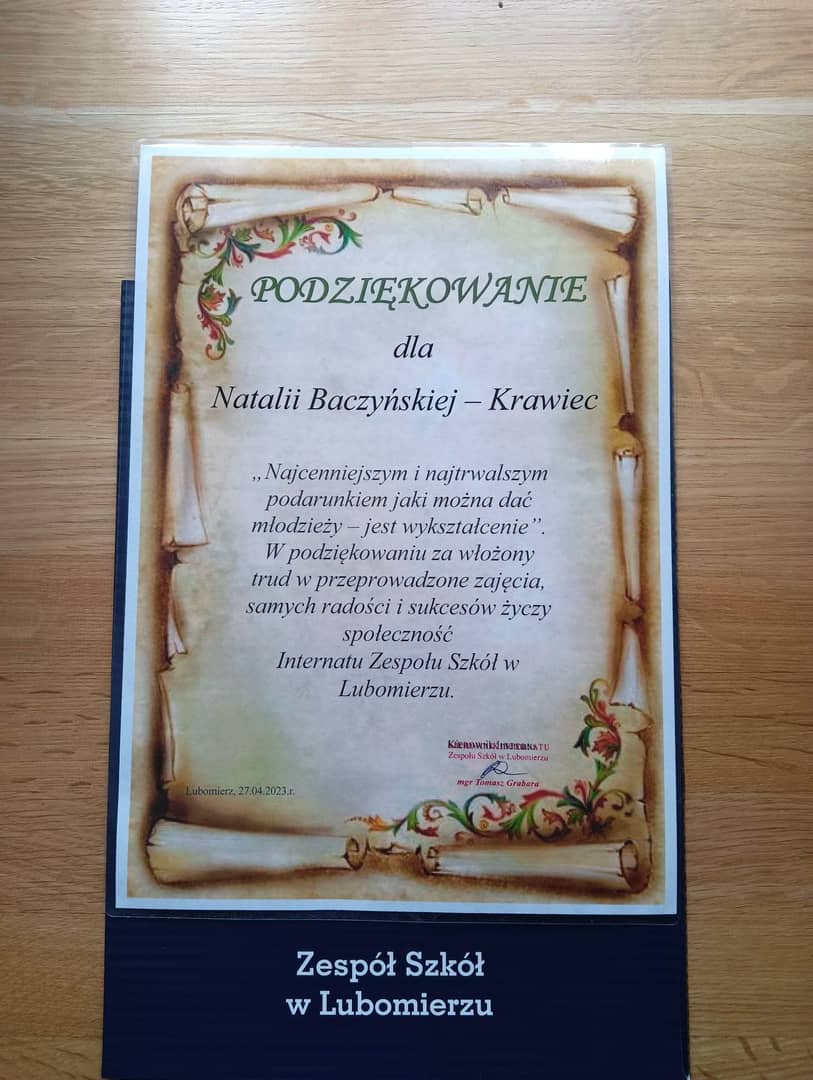 PODZIĘKOWANIE
dla
Natalii Baczyńskiej – Krawiec
„Najcenniejszym i najtrwalszym
podarunkiem jaki można dać
młodzieży – jest wykształcenie”.
W podziękowaniu za włożony
trud w przeprowadzone zajęcia,
samych radości i sukcesów życzy
społeczność
Internatu Zespołu Szkół w
Lubomierzu.
Kierownik Internatu
Zespołu Szkół w Lubomierzu
mgr Tomasz Grabara
Lubomierz, 27.04.2023.r.
Zespół Szkół
w Lubomierzu